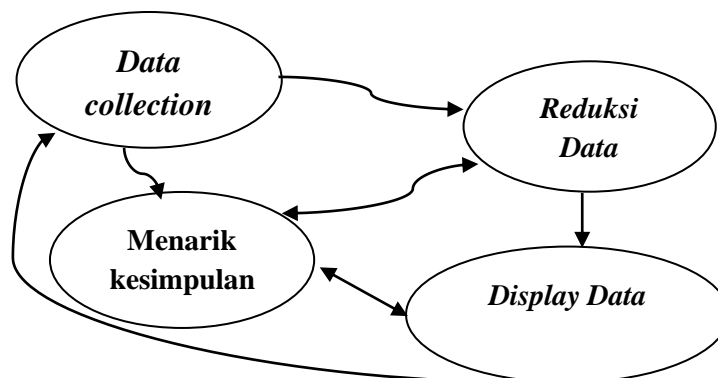 Data
collection
Reduksi
Data
Menarik
kesimpulan
Display Data